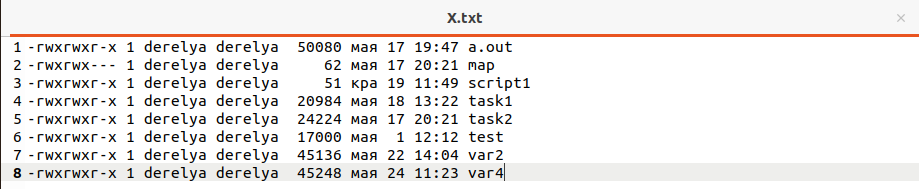 X.txt ×
1 -rwxrwxr-x 1 derelya derelya  50080 мая 17 19:47 a.out
2 -rwxrwx--- 1 derelya derelya     62 мая 17 20:21 map
3 -rwxrwxr-x 1 derelya derelya     51 кра 19 11:49 script1
4 -rwxrwxr-x 1 derelya derelya  20984 мая 18 13:22 task1
5 -rwxrwxr-x 1 derelya derelya  24224 мая 17 20:21 task2
6 -rwxrwxr-x 1 derelya derelya  17000 мая  1 12:12 test
7 -rwxrwxr-x 1 derelya derelya  45136 мая 22 14:04 var2
8 -rwxrwxr-x 1 derelya derelya  45248 мая 24 11:23 var4